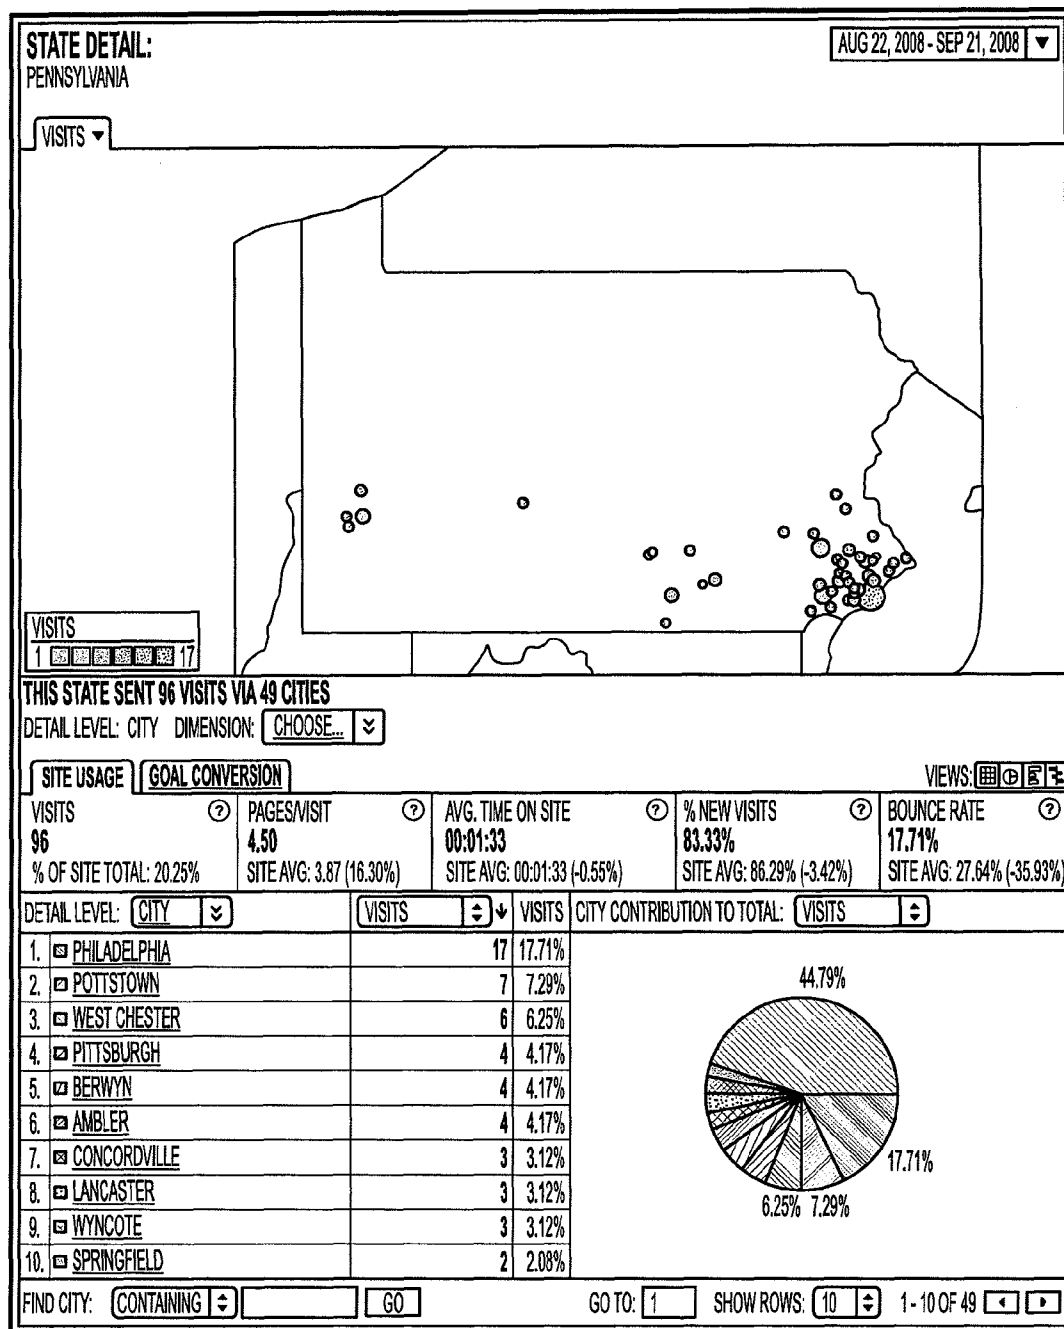 STATE DETAIL:
PENNSYLVANIA
AUG 22, 2008 - SEP 21, 2008
VISITS
VISITS
1 17
THIS STATE SENT 96 VISITS VIA 49 CITIES
DETAIL LEVEL: CITY DIMENSION: CHOOSE...
SITE USAGE GOAL CONVERSION VIEWS:
VISITS ? PAGES/VISIT ? AVG. TIME ON SITE ? % NEW VISITS ? BOUNCE RATE ?
96 4.50 00:01:33 83.33% 17.71%
% OF SITE TOTAL: 20.25% SITE AVG: 3.87 (16.30%) SITE AVG: 00:01:33 (-0.55%) SITE AVG: 86.29% (-3.42%) SITE AVG: 27.64% (-35.93%)
DETAIL LEVEL: CITY VISITS VISITS CITY CONTRIBUTION TO TOTAL: VISITS
1. PHILADELPHIA 17 17.71%
2. POTTSTOWN 7 7.29%
3. WEST CHESTER 6 6.25%
4. PITTSBURGH 4 4.17%
5. BERWYN 4 4.17%
6. AMBLER 4 4.17%
7. CONCORDVILLE 3 3.12%
8. LANCASTER 3 3.12%
9. WYNCOTE 3 3.12%
10. SPRINGFIELD 2 2.08%
44.79%
17.71%
6.25% 7.29%
FIND CITY: CONTAINING GO GO TO: 1 SHOW ROWS: 10 1 - 10 OF 49